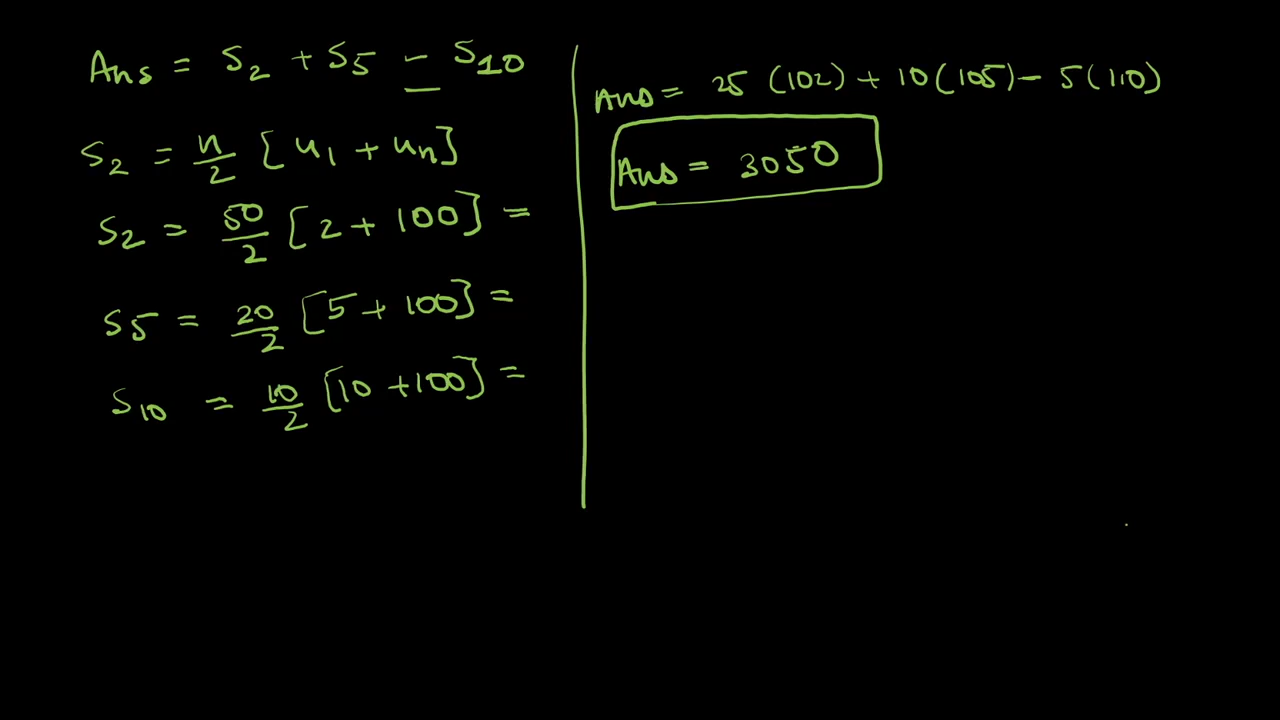 Ans = S2 + S5 - S10
S2 = n/2 [u1 + un]
S2 = 50/2 [2 + 100] =
S5 = 20/2 [5 + 100] =
S10 = 10/2 [10 + 100] =
Ans = 25 (102) + 10 (105) - 5 (110)
Ans = 3050